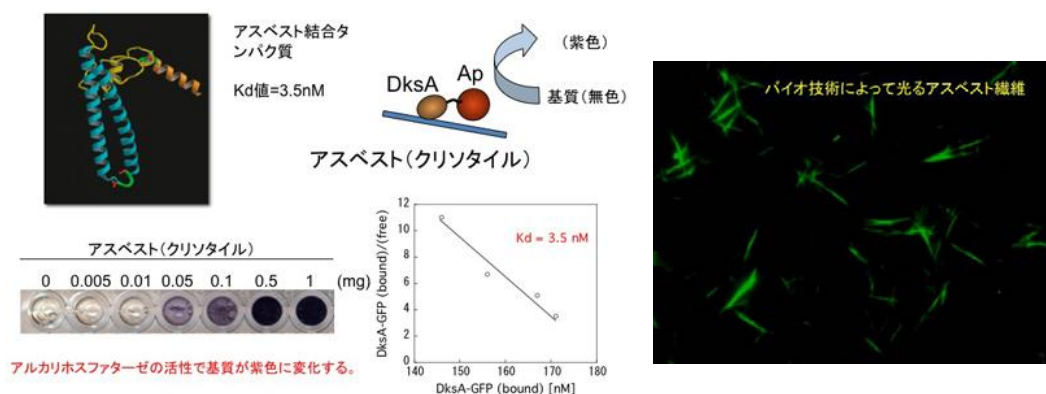 アスベスト結合タ
ンパク質
Kd値=3.5nM
(紫色)
DksA
Ap
基質(無色)
アスベスト(クリソタイル)
アスベスト(クリソタイル)
0 0.005 0.01 0.05 0.1 0.5 1 (mg)
アルカリホスファターゼの活性で基質が紫色に変化する。
DksA-GFP (bound)/(free)
12
10
8
6
4
2
0
Kd = 3.5 nM
140 150 160 170 180
DksA-GFP (bound) [nM]
バイオ技術によって光るアスベスト繊維